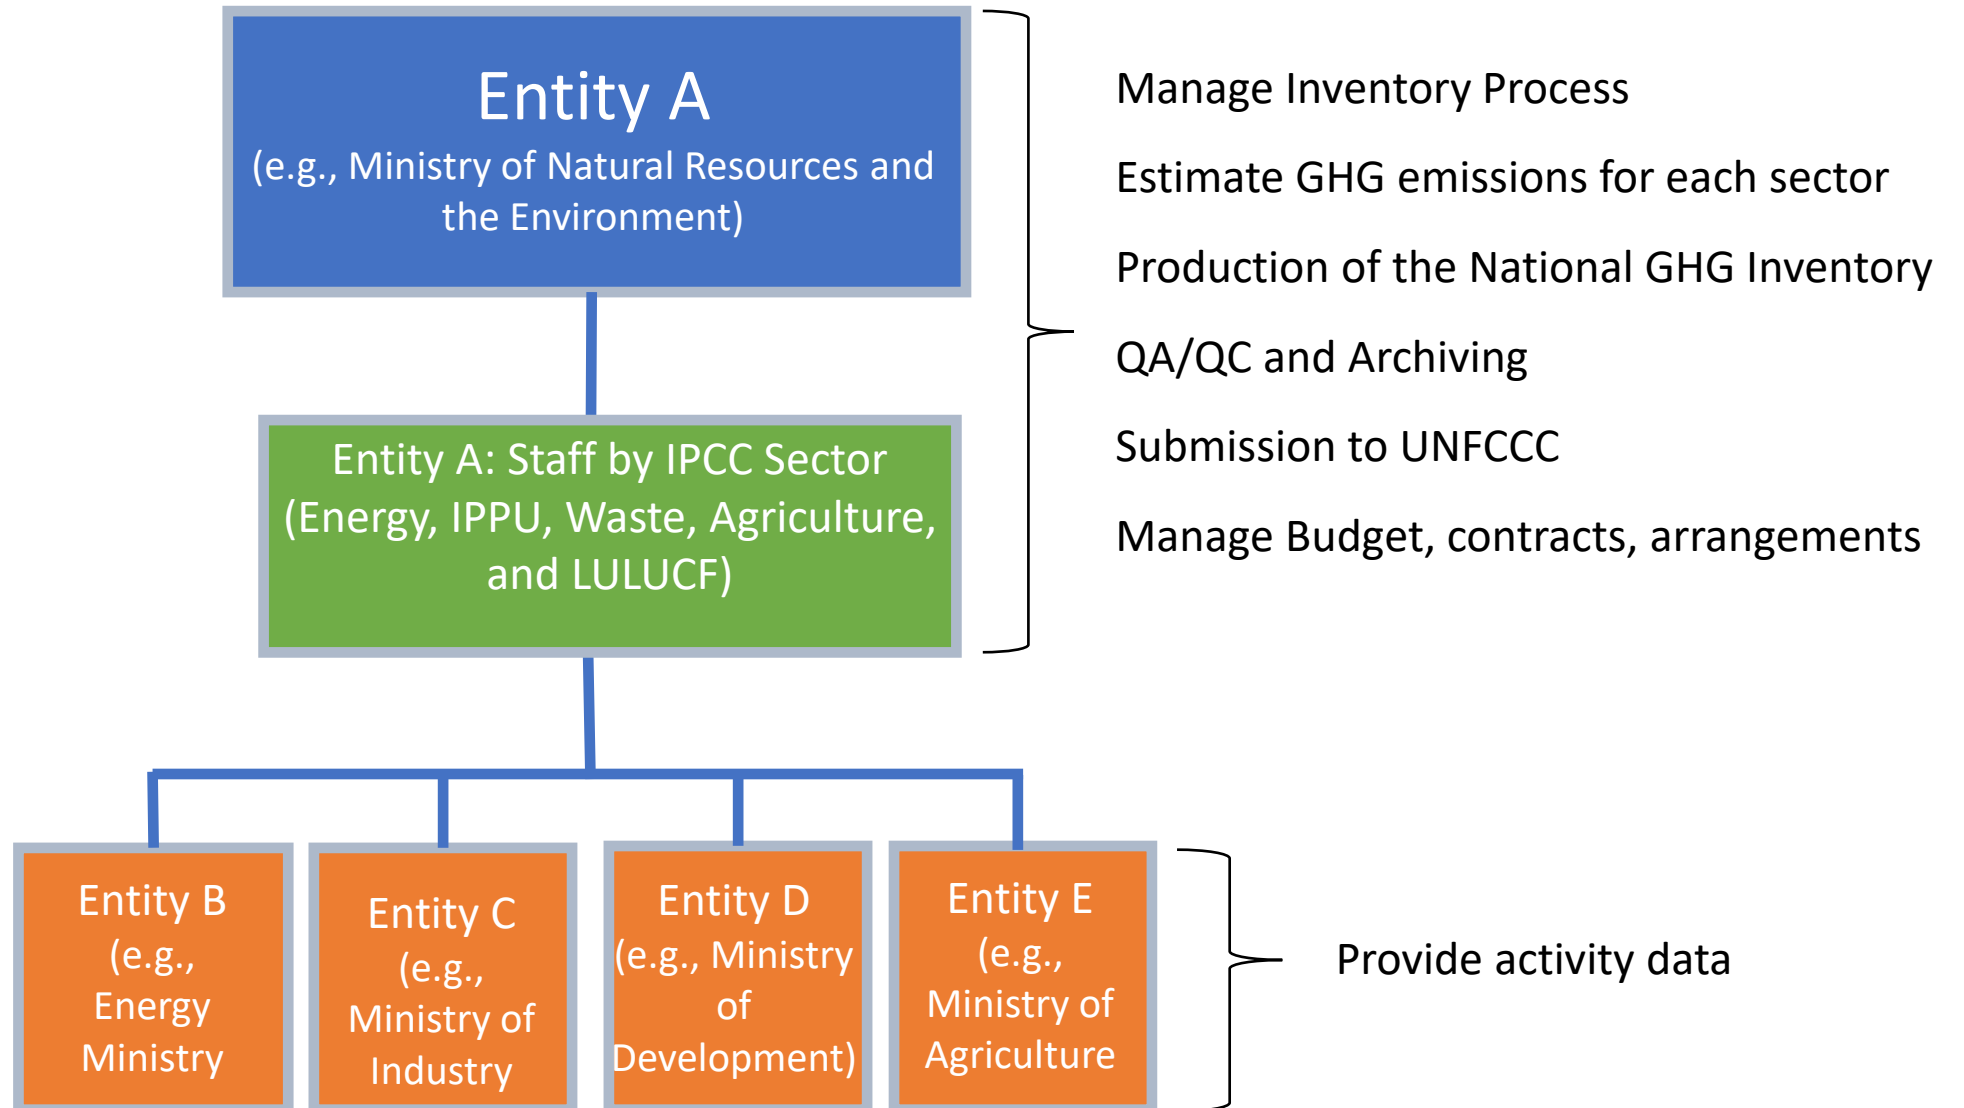 Entity A
(e.g., Ministry of Natural Resources and
the Environment)
Manage Inventory Process
Estimate GHG emissions for each sector
Production of the National GHG Inventory
QA/QC and Archiving
Submission to UNFCCC
Manage Budget, contracts, arrangements
Entity A: Staff by IPCC Sector
(Energy, IPPU, Waste, Agriculture,
and LULUCF)
Entity B
(e.g.,
Energy
Ministry
Entity C
(e.g.,
Ministry of
Industry
Entity D
(e.g., Ministry
of
Development)
Entity E
(e.g.,
Ministry of
Agriculture
Provide activity data